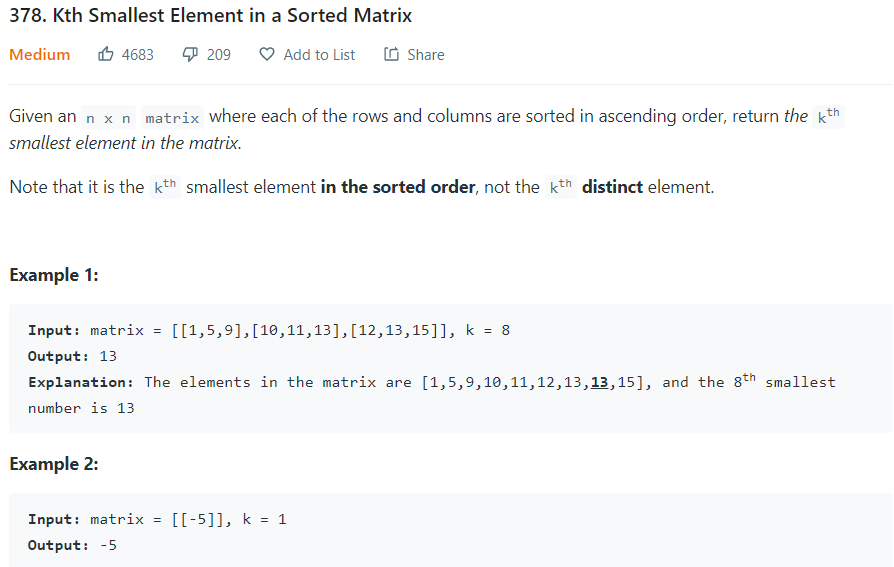 378. Kth Smallest Element in a Sorted Matrix
Medium 4683 209 Add to List Share
Given an n x n matrix where each of the rows and columns are sorted in ascending order, return the kth
smallest element in the matrix.
Note that it is the kth smallest element in the sorted order, not the kth distinct element.
Example 1:
Input: matrix = [[1,5,9],[10,11,13],[12,13,15]], k = 8
Output: 13
Explanation: The elements in the matrix are [1,5,9,10,11,12,13,13,15], and the 8th smallest
number is 13
Example 2:
Input: matrix = [[-5]], k = 1
Output: -5